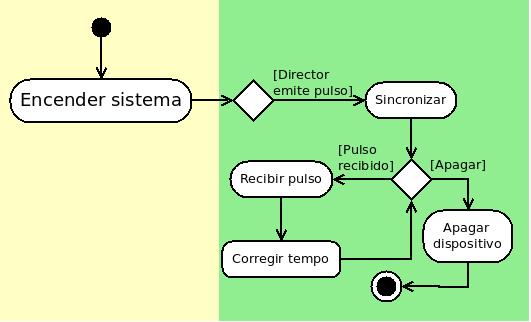 Encender sistema
[Director
emite pulso]
Sincronizar
[Pulso
recibido]
[Apagar]
Recibir pulso
Apagar
dispositivo
Corregir tempo